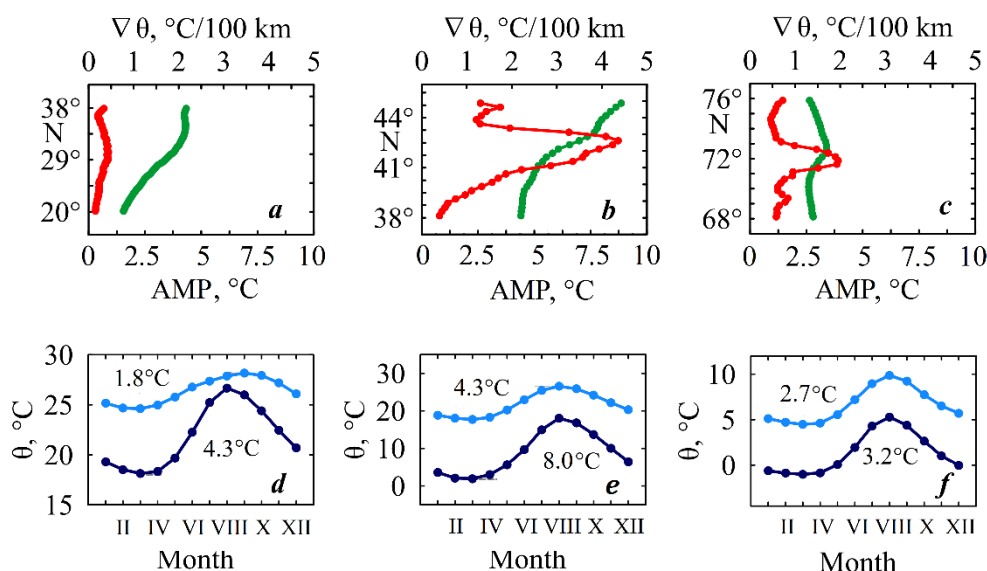 ∇ θ, °C/100 km
∇ θ, °C/100 km
∇ θ, °C/100 km
0 1 2 3 4 5
0 1 2 3 4 5
0 1 2 3 4 5
38°
N
29°
20°
a
44°
N
41°
38°
b
76°
N
72°
68°
c
0 2.5 5 7.5 10
0 2.5 5 7.5 10
0 2.5 5 7.5 10
AMP, °C
AMP, °C
AMP, °C
θ, °C
30
25
20
15
1.8°C
4.3°C
d
θ, °C
30
20
10
0
4.3°C
8.0°C
e
θ, °C
10
5
0
2.7°C
3.2°C
f
II IV VI VIII X XII
II IV VI VIII X XII
II IV VI VIII X XII
Month
Month
Month